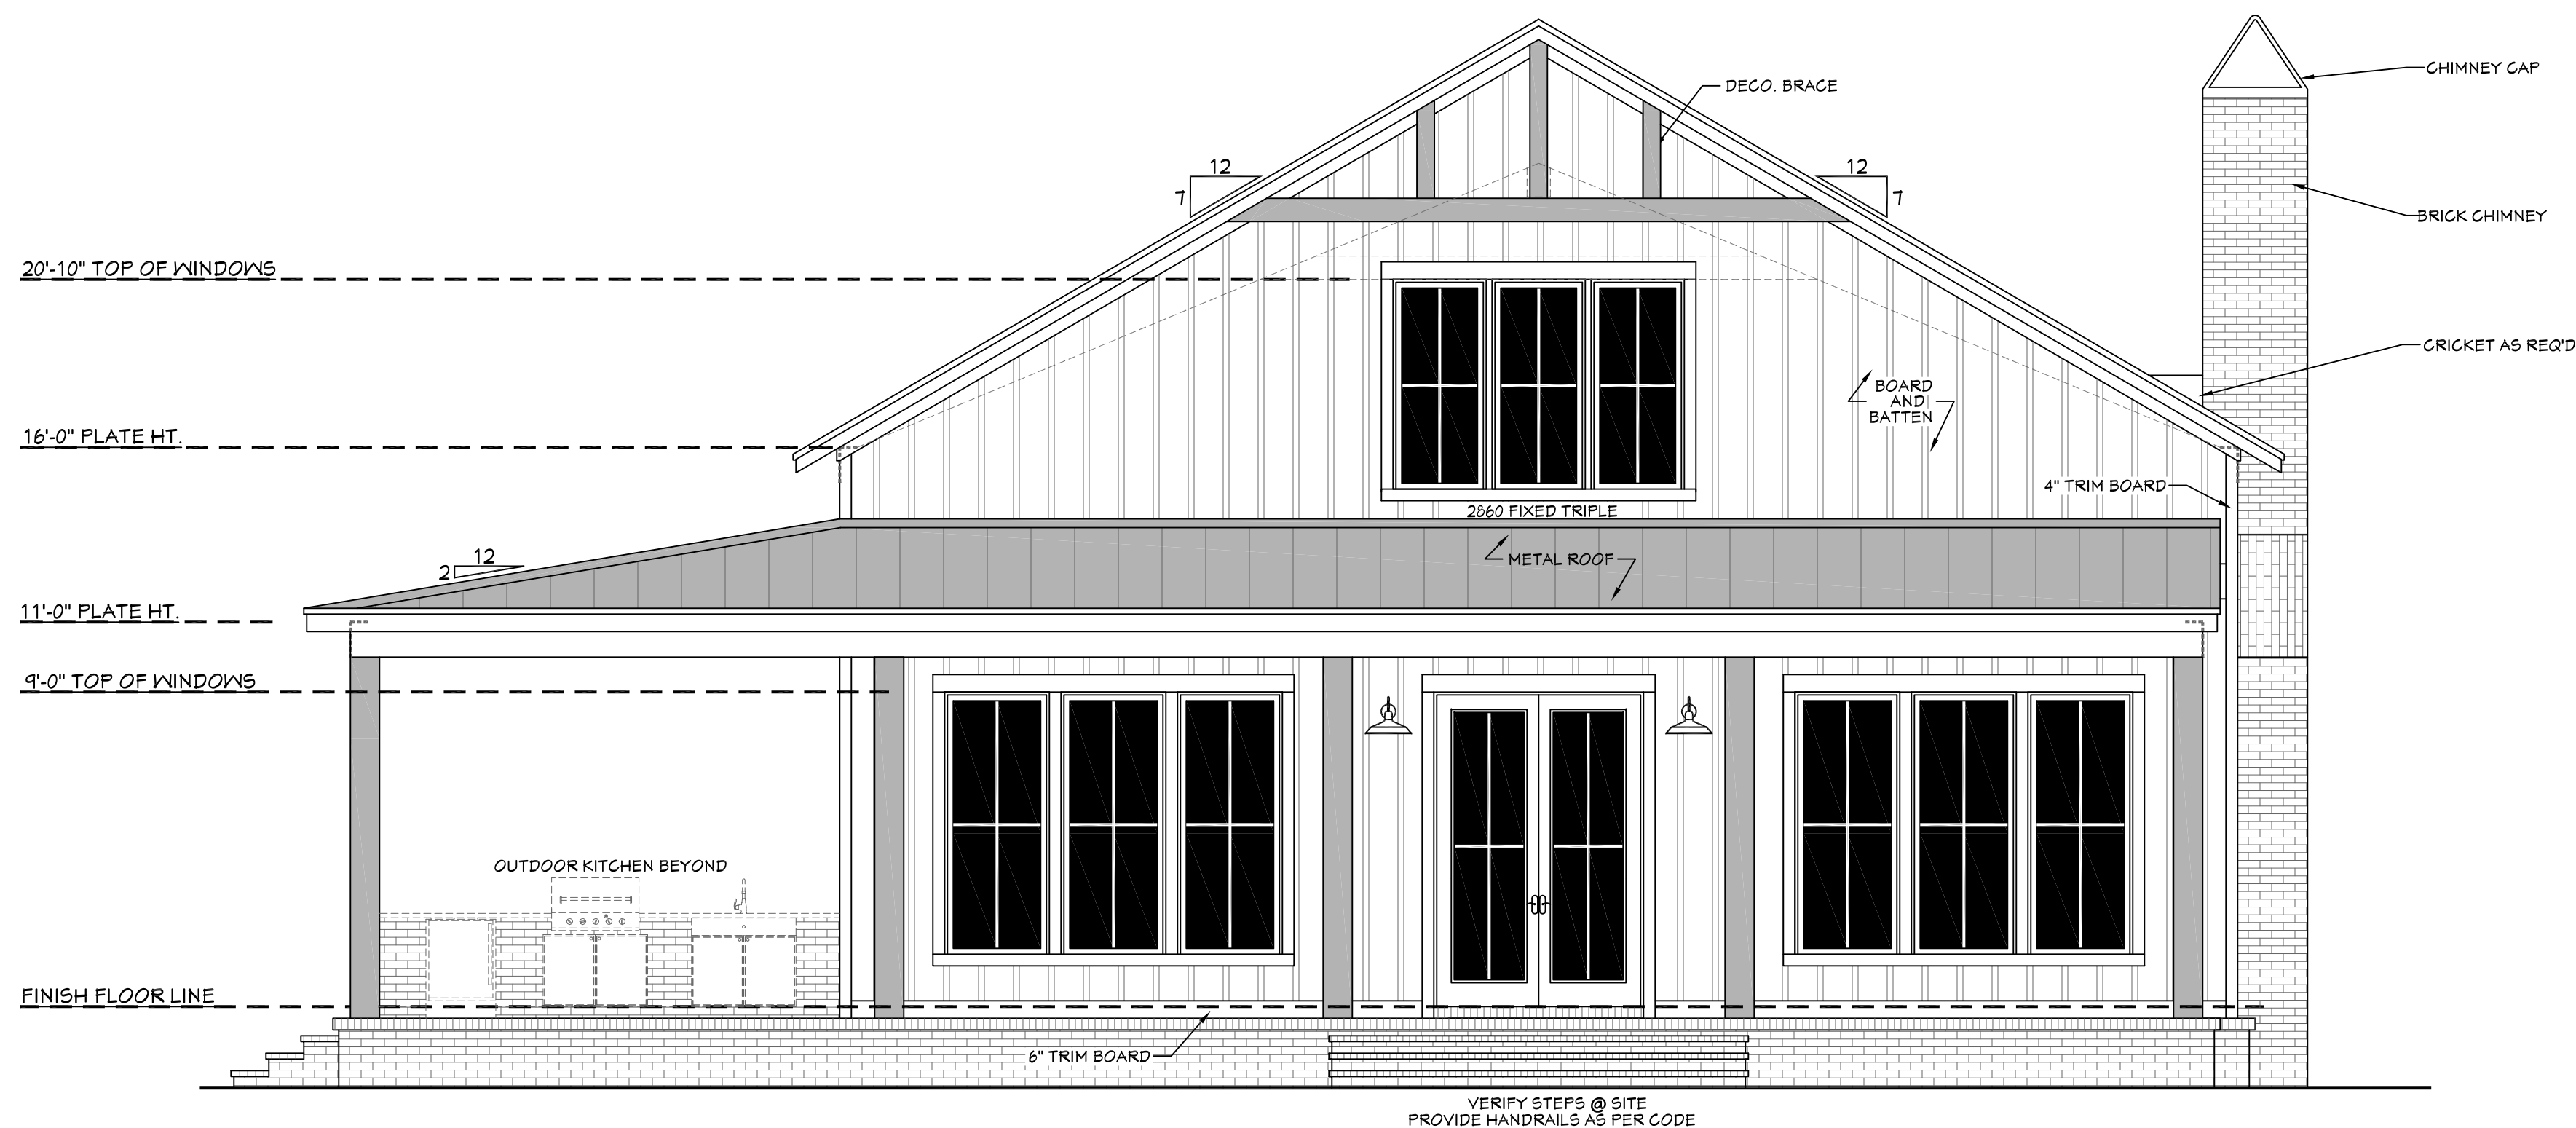 CHIMNEY CAP
DECO. BRACE
12
7
12
7
BRICK CHIMNEY
20'-10" TOP OF WINDOWS
CRICKET AS REQ'D
BOARD
AND
BATTEN
16'-0" PLATE HT.
4" TRIM BOARD
2860 FIXED TRIPLE
12
2
METAL ROOF
11'-0" PLATE HT.
9'-0" TOP OF WINDOWS
OUTDOOR KITCHEN BEYOND
FINISH FLOOR LINE
6" TRIM BOARD
VERIFY STEPS @ SITE
PROVIDE HANDRAILS AS PER CODE